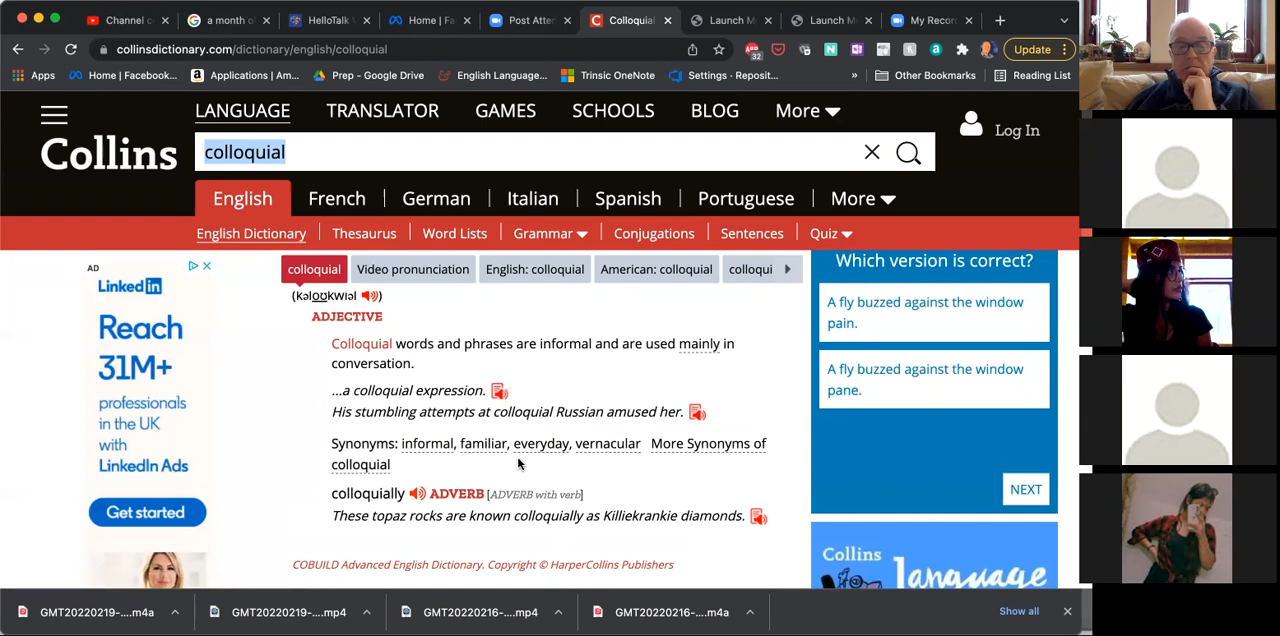 Channel c
a month of
HelloTalk
Home | Fa
Post Atten
Colloquial
Launch M
Launch M
My Record
collinsdictionary.com/dictionary/english/colloquial
32
Update
Apps
Home | Facebook...
Applications | Am...
Prep - Google Drive
English Language...
Trinsic OneNote
Settings · Reposit...
»
Other Bookmarks
Reading List
LANGUAGE
TRANSLATOR
GAMES
SCHOOLS
BLOG
More
Collins
colloquial
Log In
English
French
German
Italian
Spanish
Portuguese
More
English Dictionary
Thesaurus
Word Lists
Grammar
Conjugations
Sentences
Quiz
AD
Linked in
Reach
31M+
professionals
in the UK
with
LinkedIn Ads
Get started
colloquial
Video pronunciation
English: colloquial
American: colloquial
colloqui
(kəloʊkwiəl)
ADJECTIVE
Colloquial words and phrases are informal and are used mainly in
conversation.
...a colloquial expression.
His stumbling attempts at colloquial Russian amused her.
Synonyms: informal, familiar, everyday, vernacular More Synonyms of
colloquial
colloquially ADVERB [ADVERB with verb]
These topaz rocks are known colloquially as Killiekrankie diamonds.
COBUILD Advanced English Dictionary. Copyright © HarperCollins Publishers
Which version is correct?
A fly buzzed against the window
pain.
A fly buzzed against the window
pane.
NEXT
Collins
language
GMT20220219-....m4a
GMT20220219-....mp4
GMT20220216-....mp4
GMT20220216-....m4a
Show all